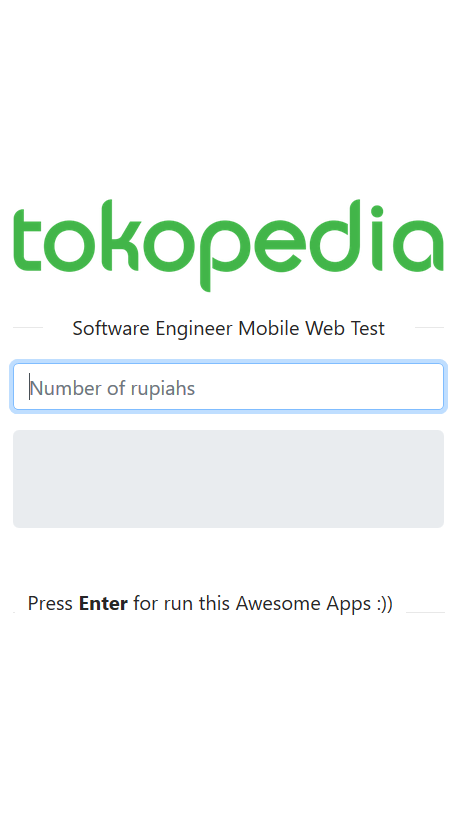 tokopedia
Software Engineer Mobile Web Test
Number of rupiahs
Press Enter for run this Awesome Apps :))